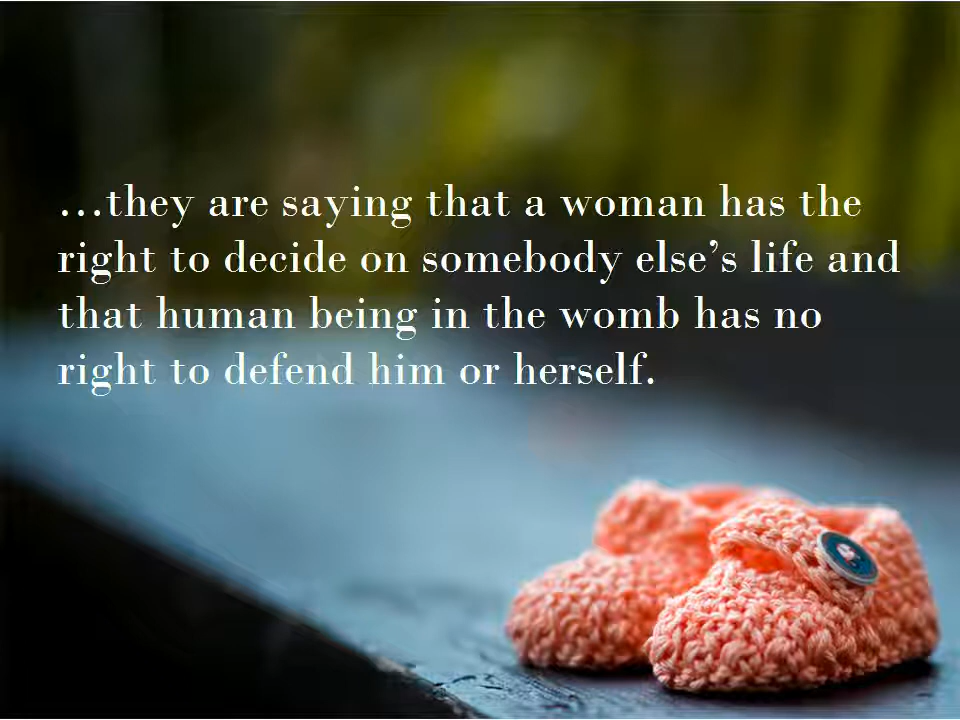 …they are saying that a woman has the
right to decide on somebody else’s life and
that human being in the womb has no
right to defend him or herself.